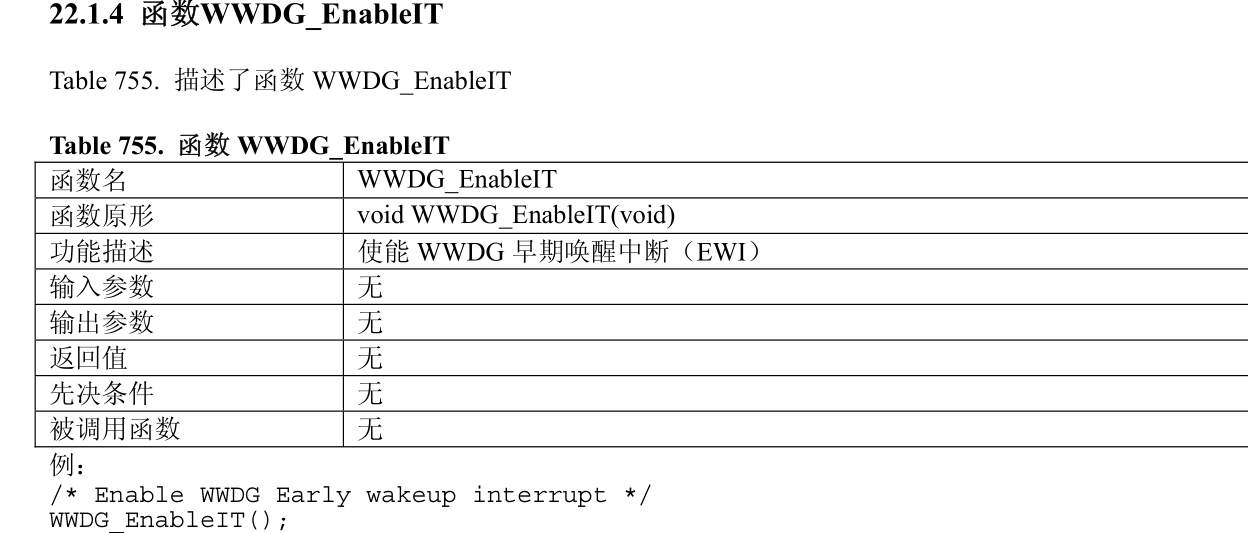 22.1.4 函数WWDG_EnableIT
Table 755. 描述了函数 WWDG_EnableIT
Table 755. 函数 WWDG_EnableIT
函数名 WWDG_EnableIT
函数原形 void WWDG_EnableIT(void)
功能描述 使能 WWDG 早期唤醒中断（EWI）
输入参数 无
输出参数 无
返回值 无
先决条件 无
被调用函数 无
例：
/* Enable WWDG Early wakeup interrupt */
WWDG_EnableIT();